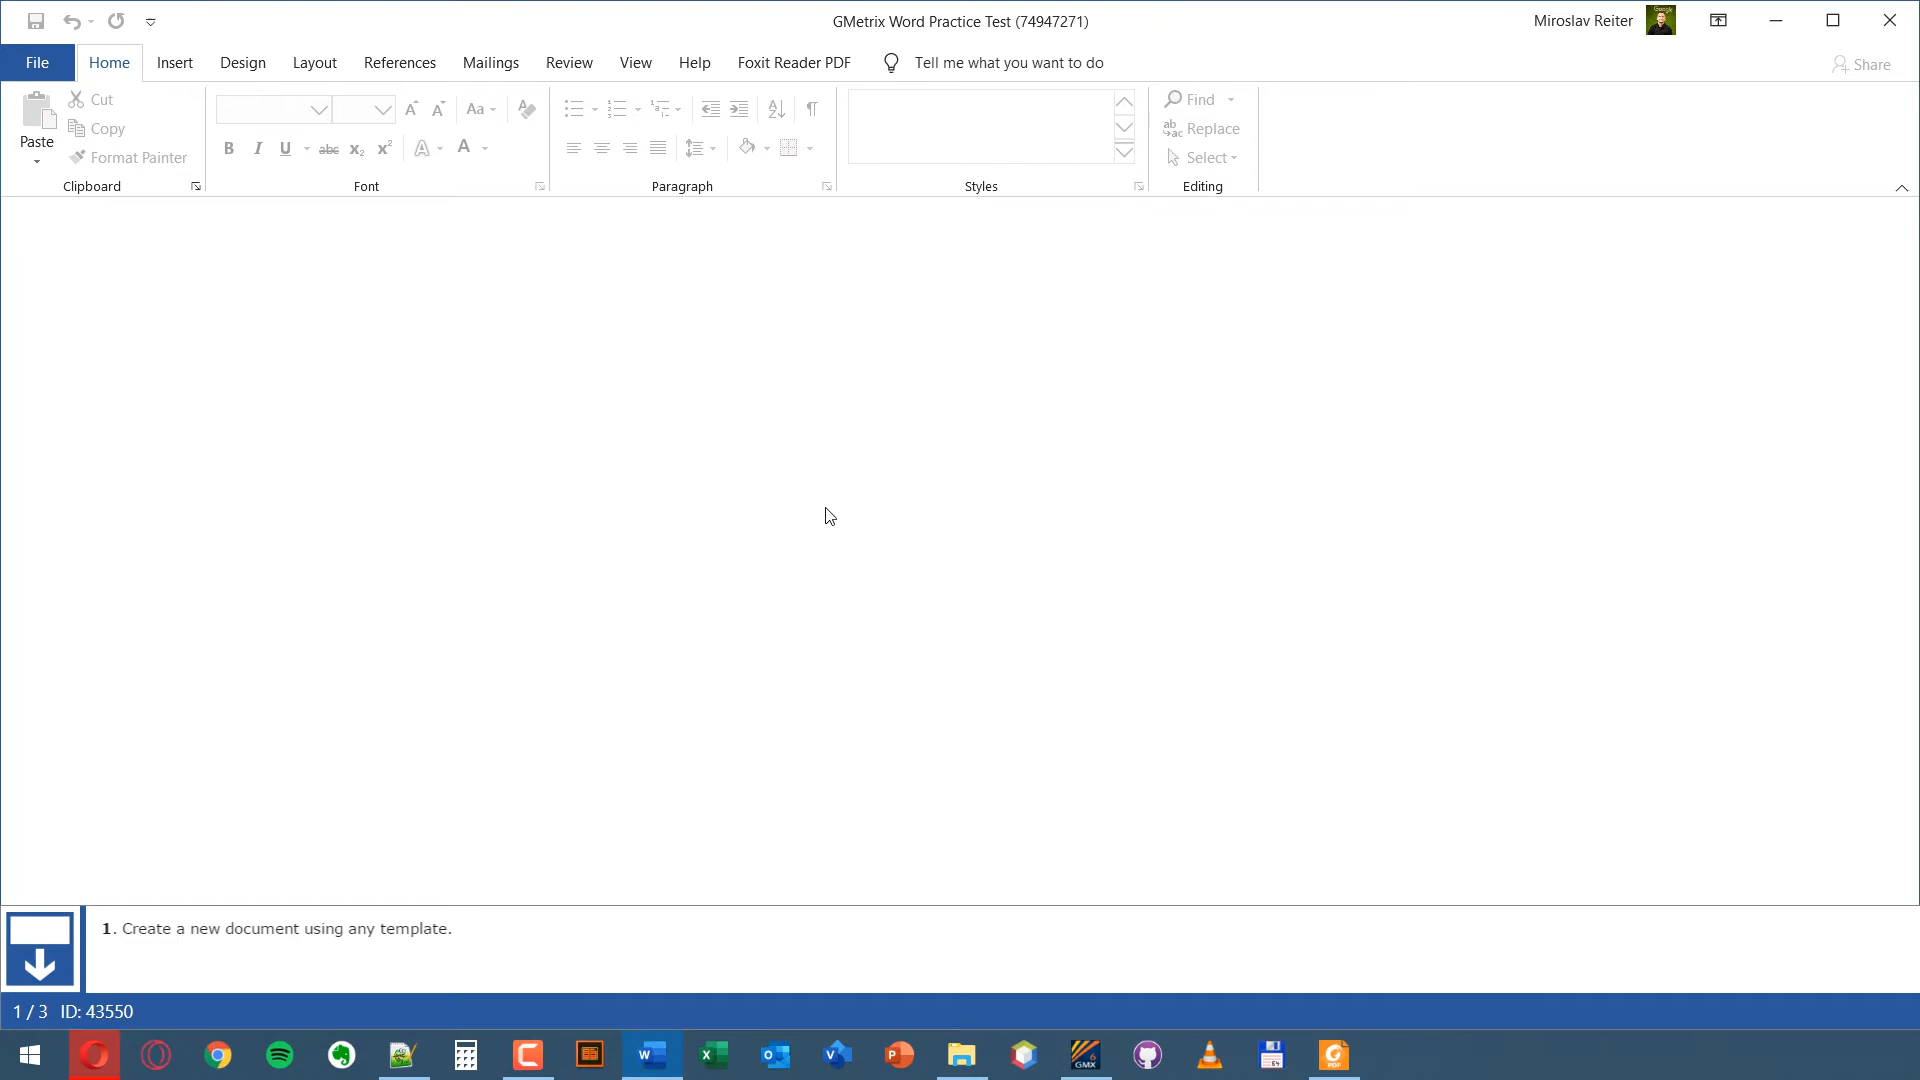 GMetrix Word Practice Test (74947271)
Miroslav Reiter
File Home Insert Design Layout References Mailings Review View Help Foxit Reader PDF Tell me what you want to do Share
Paste
Cut
Copy
Format Painter
Clipboard
Font
Paragraph
Styles
Find
Replace
Select
Editing
1. Create a new document using any template.
1 / 3 ID: 43550